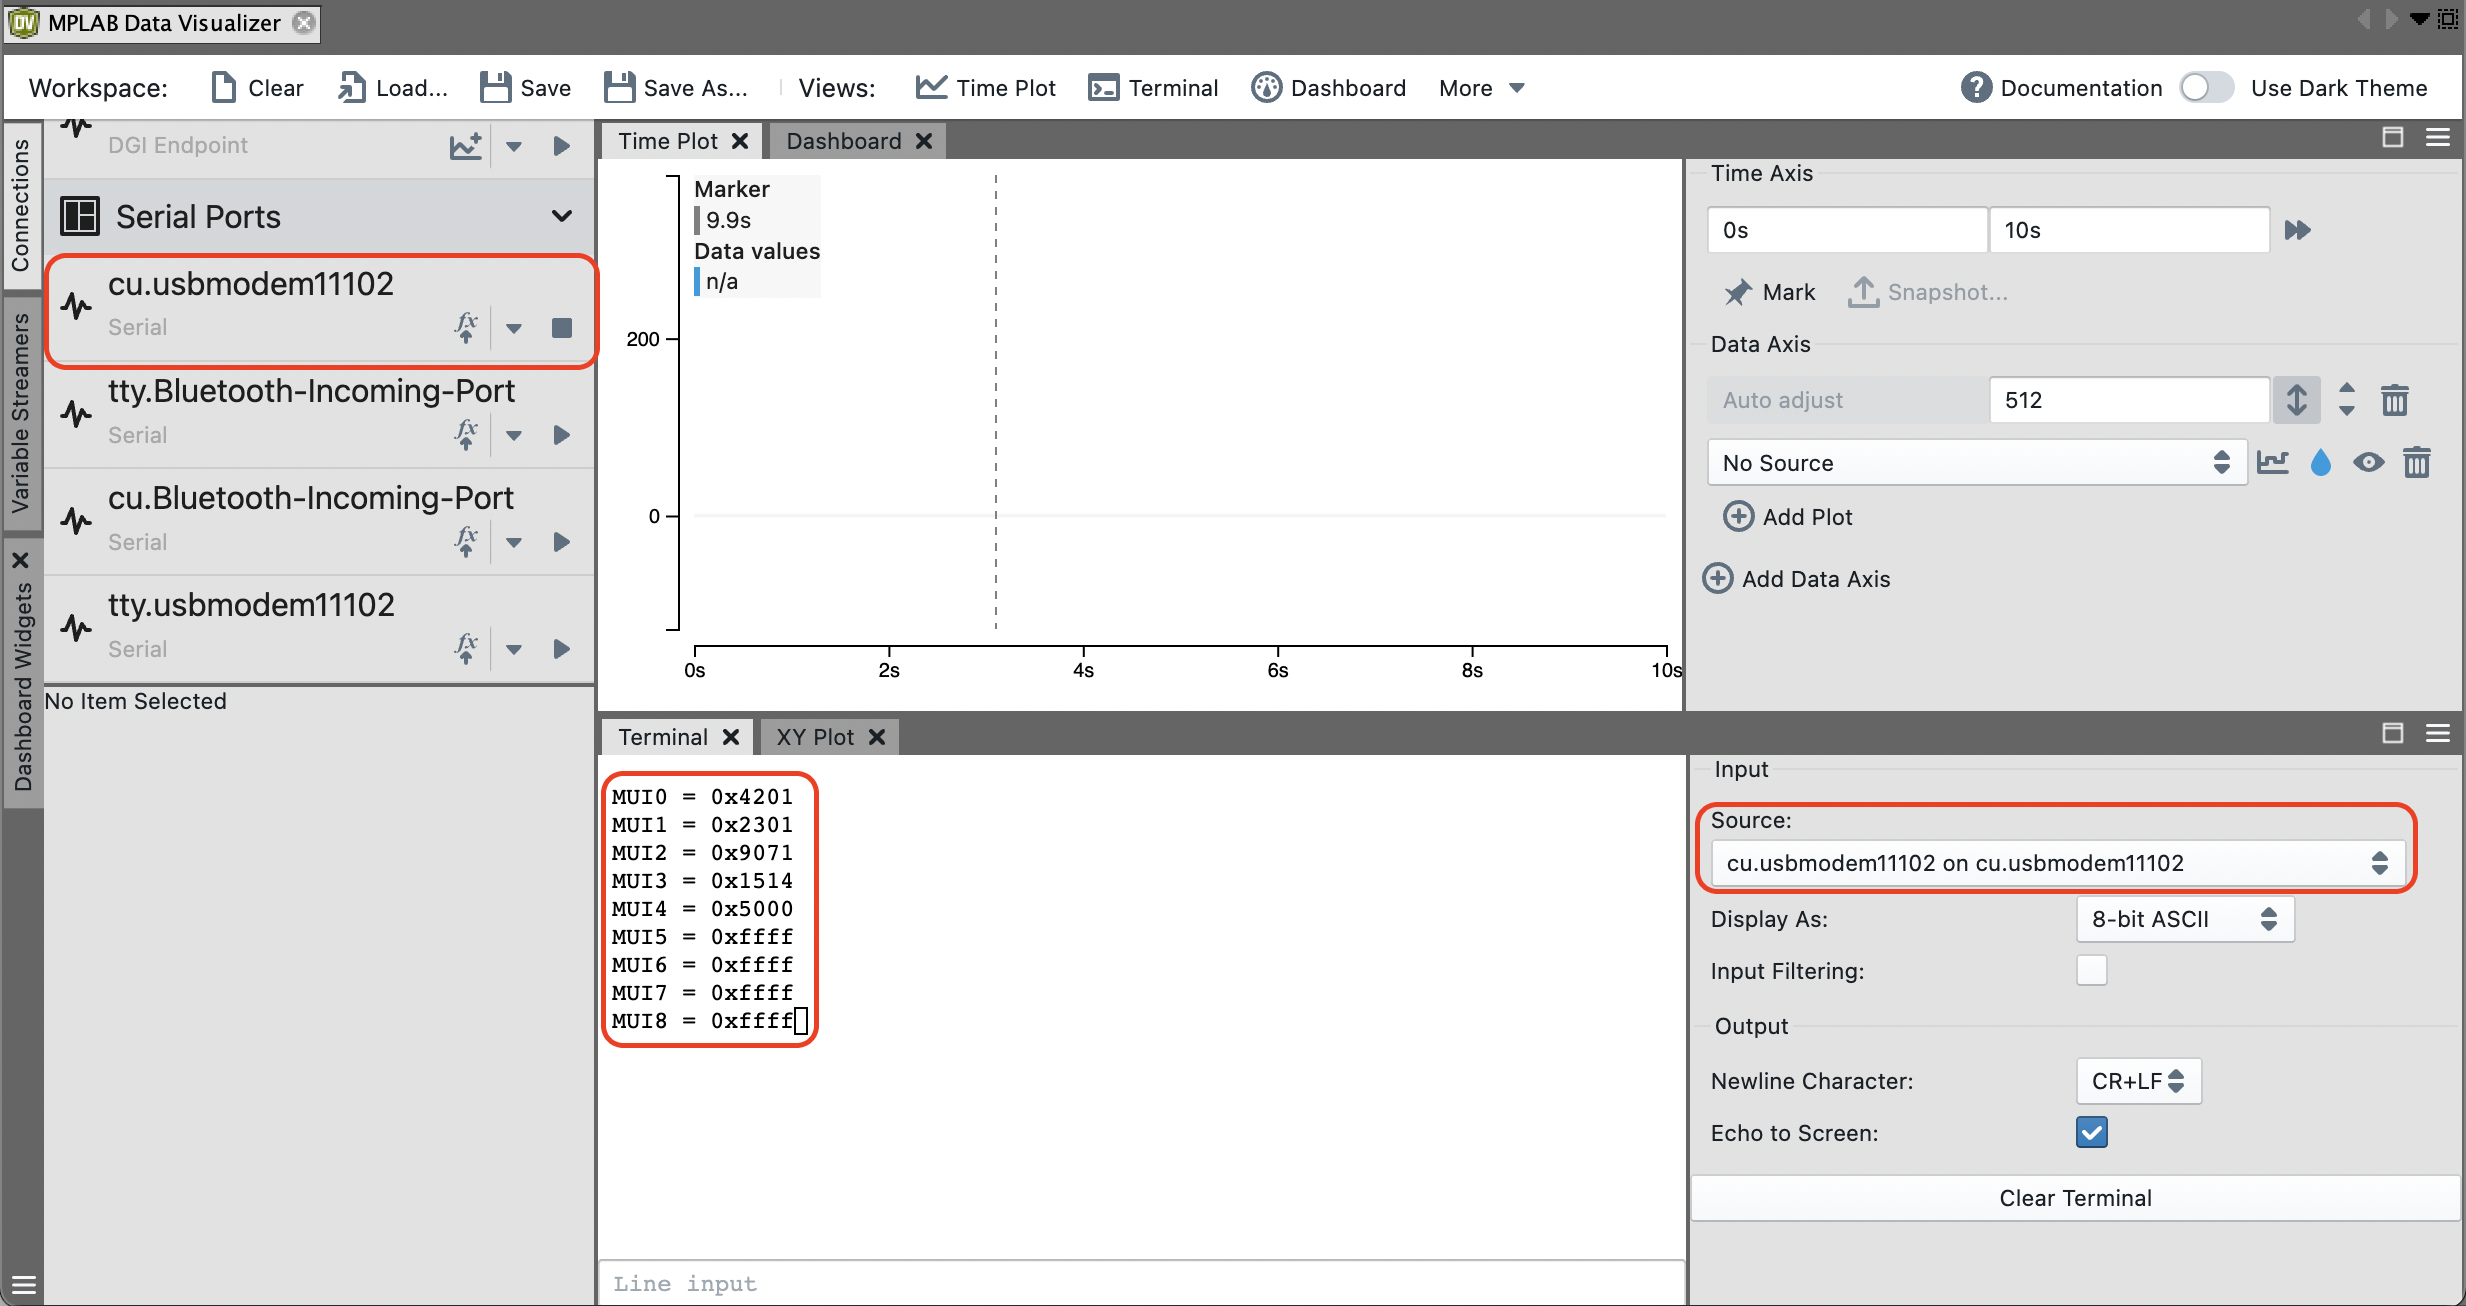 MPLAB Data Visualizer
Workspace: Clear Load... Save Save As... Views: Time Plot Terminal Dashboard More Documentation Use Dark Theme
Connections
Variable Streamers
Dashboard Widgets
DGI Endpoint
Serial Ports
cu.usbmodem11102
Serial
tty.Bluetooth-Incoming-Port
Serial
cu.Bluetooth-Incoming-Port
Serial
tty.usbmodem11102
Serial
No Item Selected
Time Plot Dashboard
Marker
9.9s
Data values
n/a
200
0
0s 2s 4s 6s 8s 10s
Time Axis
0s 10s
Mark Snapshot...
Data Axis
Auto adjust 512
No Source
Add Plot
Add Data Axis
Terminal XY Plot
MUI0 = 0x4201
MUI1 = 0x2301
MUI2 = 0x9071
MUI3 = 0x1514
MUI4 = 0x5000
MUI5 = 0xffff
MUI6 = 0xffff
MUI7 = 0xffff
MUI8 = 0xffff
Line input
Input
Source:
cu.usbmodem11102 on cu.usbmodem11102
Display As: 8-bit ASCII
Input Filtering:
Output
Newline Character: CR+LF
Echo to Screen:
Clear Terminal